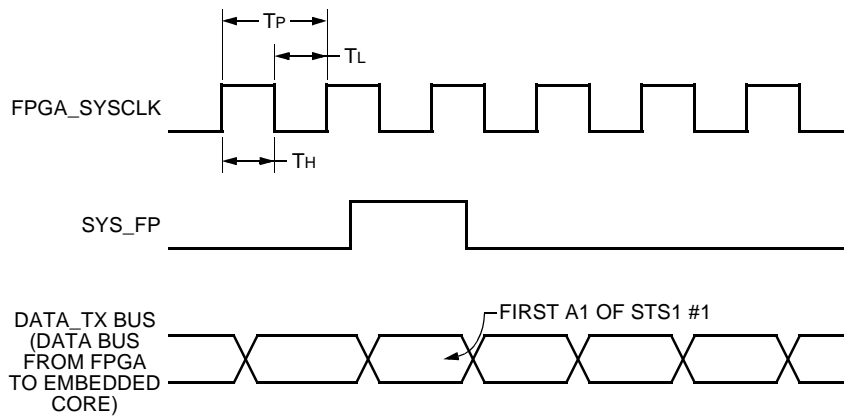 TP
TL
FPGA_SYSCLK
TH
SYS_FP
FIRST A1 OF STS1 #1
DATA_TX BUS
(DATA BUS
FROM FPGA
TO EMBEDDED
CORE)